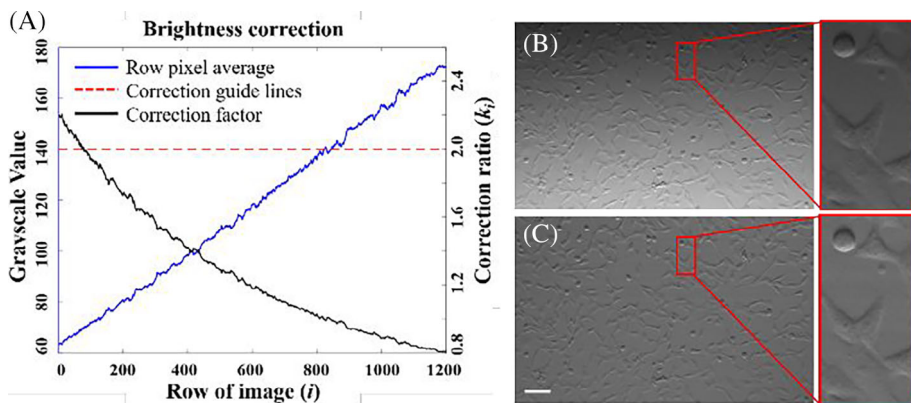 (A)
Brightness correction
Row pixel average
Correction guide lines
Correction factor
Grayscale Value
180
160
140
120
100
80
60
Correction ratio (ki)
2.4
2.0
1.6
1.2
0.8
0
200
400
600
800
1000
1200
Row of image (i)
(B)
(C)